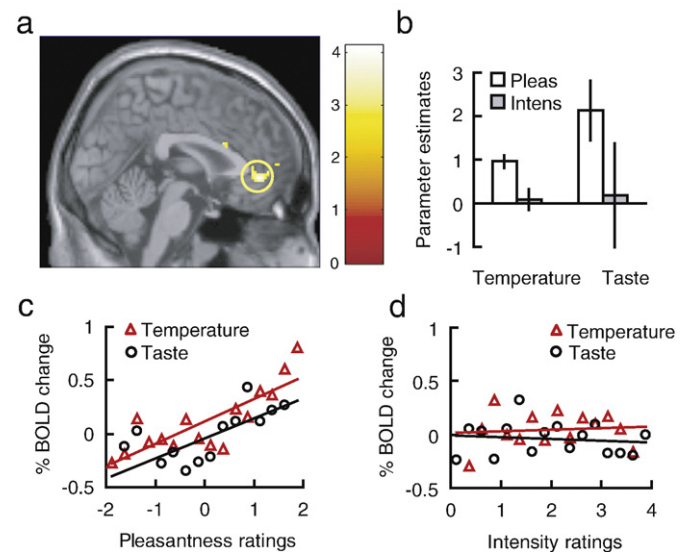 a
4
3
2
1
0
b
3
2
1
0
-1
Parameter estimates
Pleas
Intens
Temperature
Taste
c
1
0.5
0
-0.5
% BOLD change
Temperature
Taste
-2
-1
0
1
2
Pleasantness ratings
d
1
0.5
0
-0.5
% BOLD change
Temperature
Taste
0
1
2
3
4
Intensity ratings